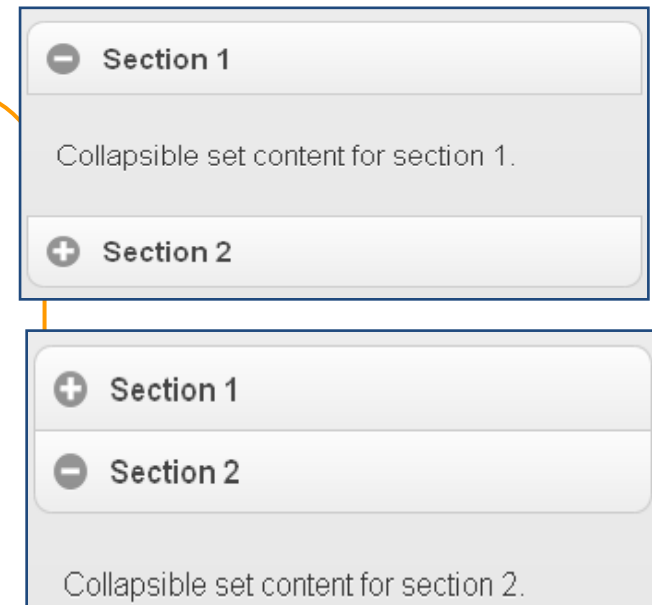 Section 1
Collapsible set content for section 1.
Section 2
Section 1
Section 2
Collapsible set content for section 2.